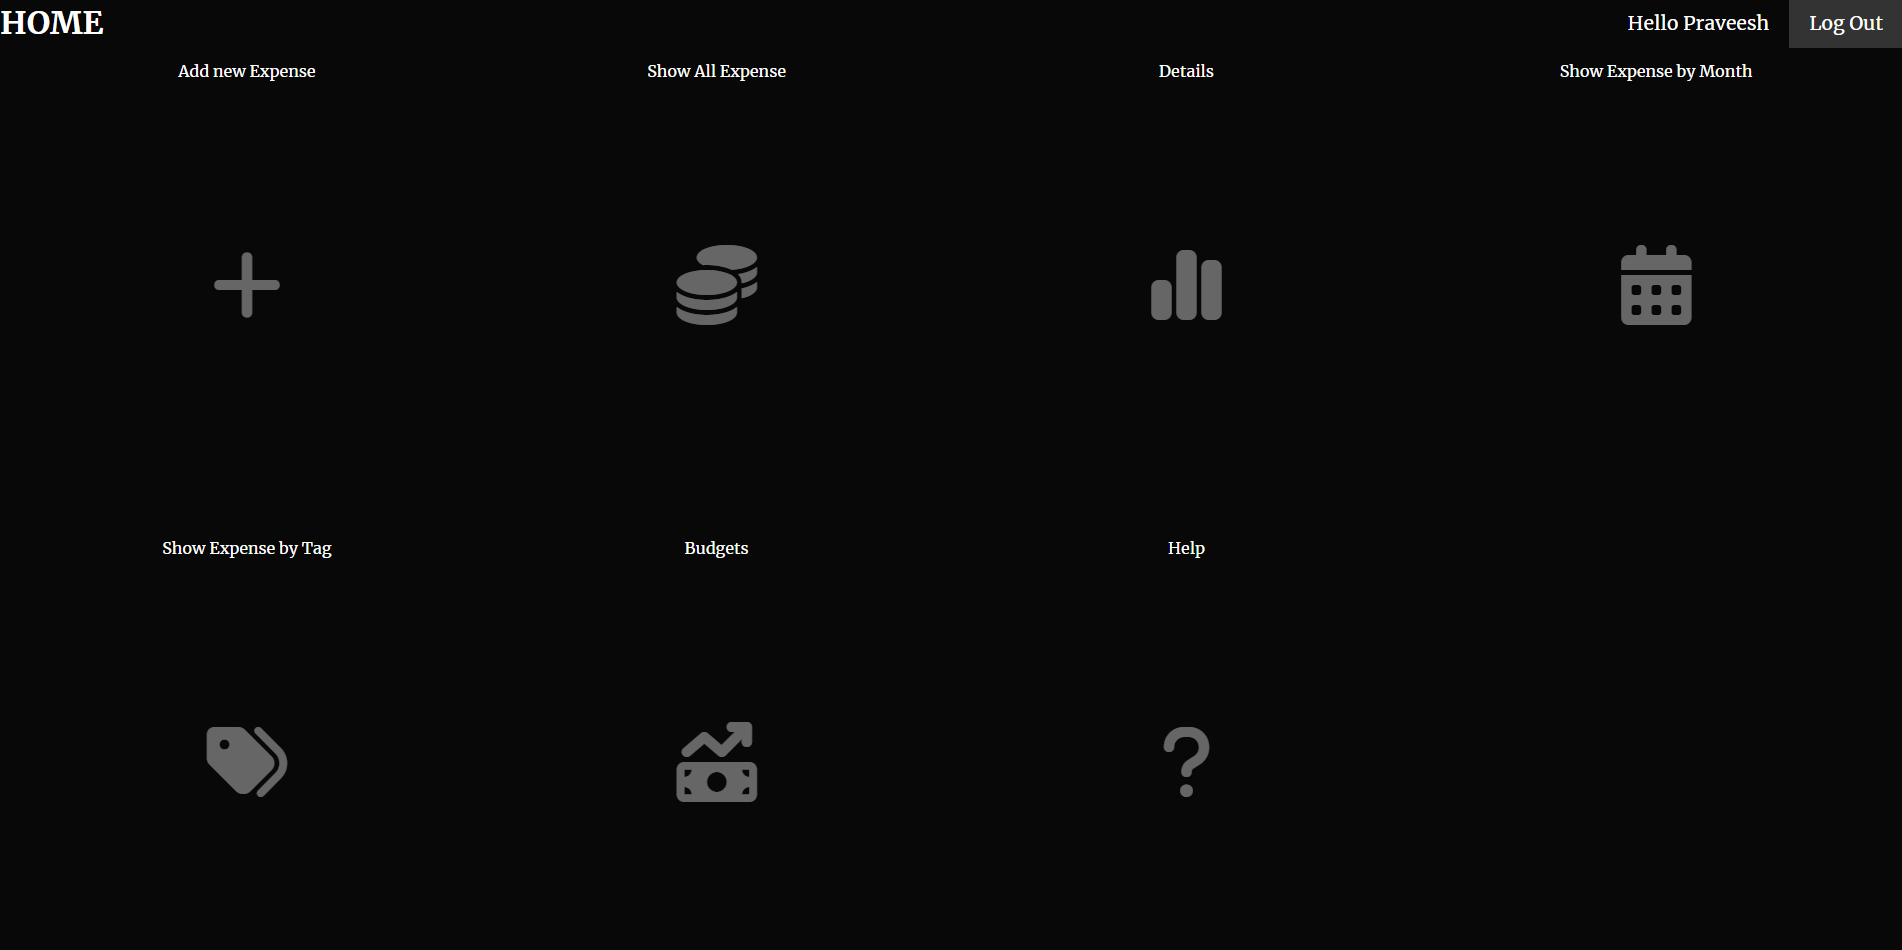 HOME
Hello Praveesh
Log Out
Add new Expense
Show All Expense
Details
Show Expense by Month
Show Expense by Tag
Budgets
Help